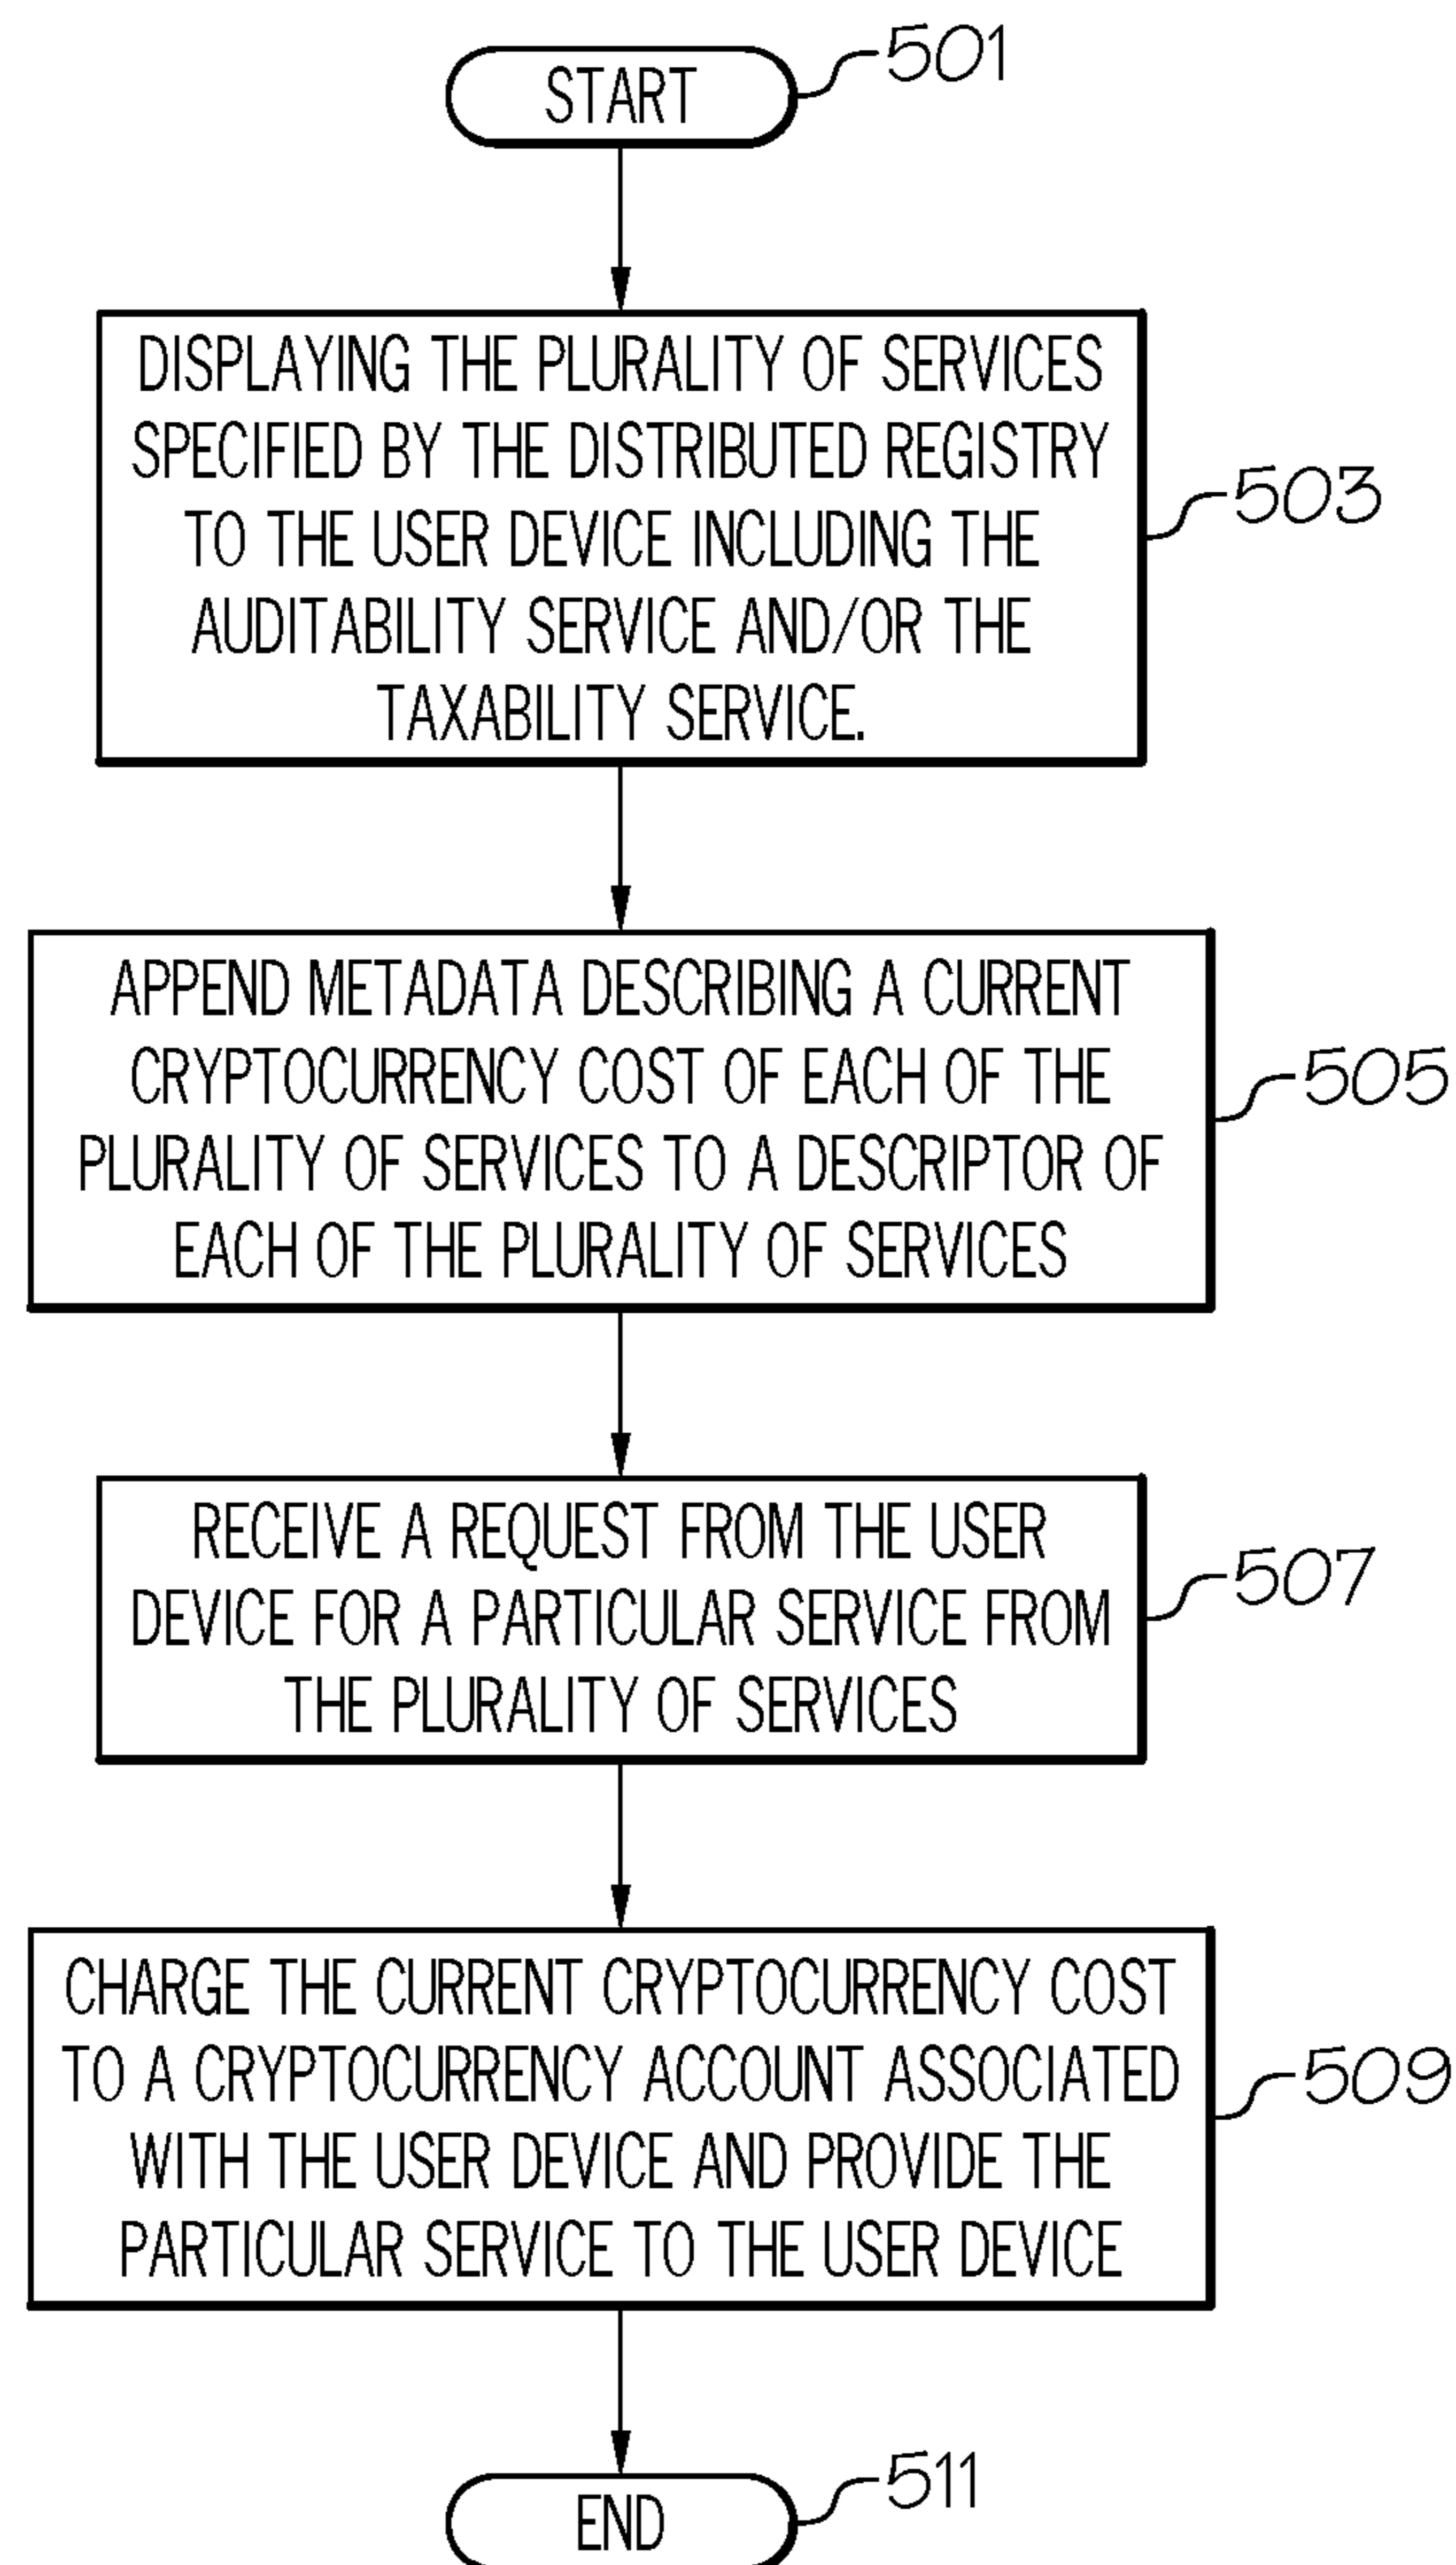 START
501
DISPLAYING THE PLURALITY OF SERVICES
SPECIFIED BY THE DISTRIBUTED REGISTRY
TO THE USER DEVICE INCLUDING THE
AUDITABILITY SERVICE AND/OR THE
TAXABILITY SERVICE.
503
APPEND METADATA DESCRIBING A CURRENT
CRYPTOCURRENCY COST OF EACH OF THE
PLURALITY OF SERVICES TO A DESCRIPTOR OF
EACH OF THE PLURALITY OF SERVICES
505
RECEIVE A REQUEST FROM THE USER
DEVICE FOR A PARTICULAR SERVICE FROM
THE PLURALITY OF SERVICES
507
CHARGE THE CURRENT CRYPTOCURRENCY COST
TO A CRYPTOCURRENCY ACCOUNT ASSOCIATED
WITH THE USER DEVICE AND PROVIDE THE
PARTICULAR SERVICE TO THE USER DEVICE
509
END
511